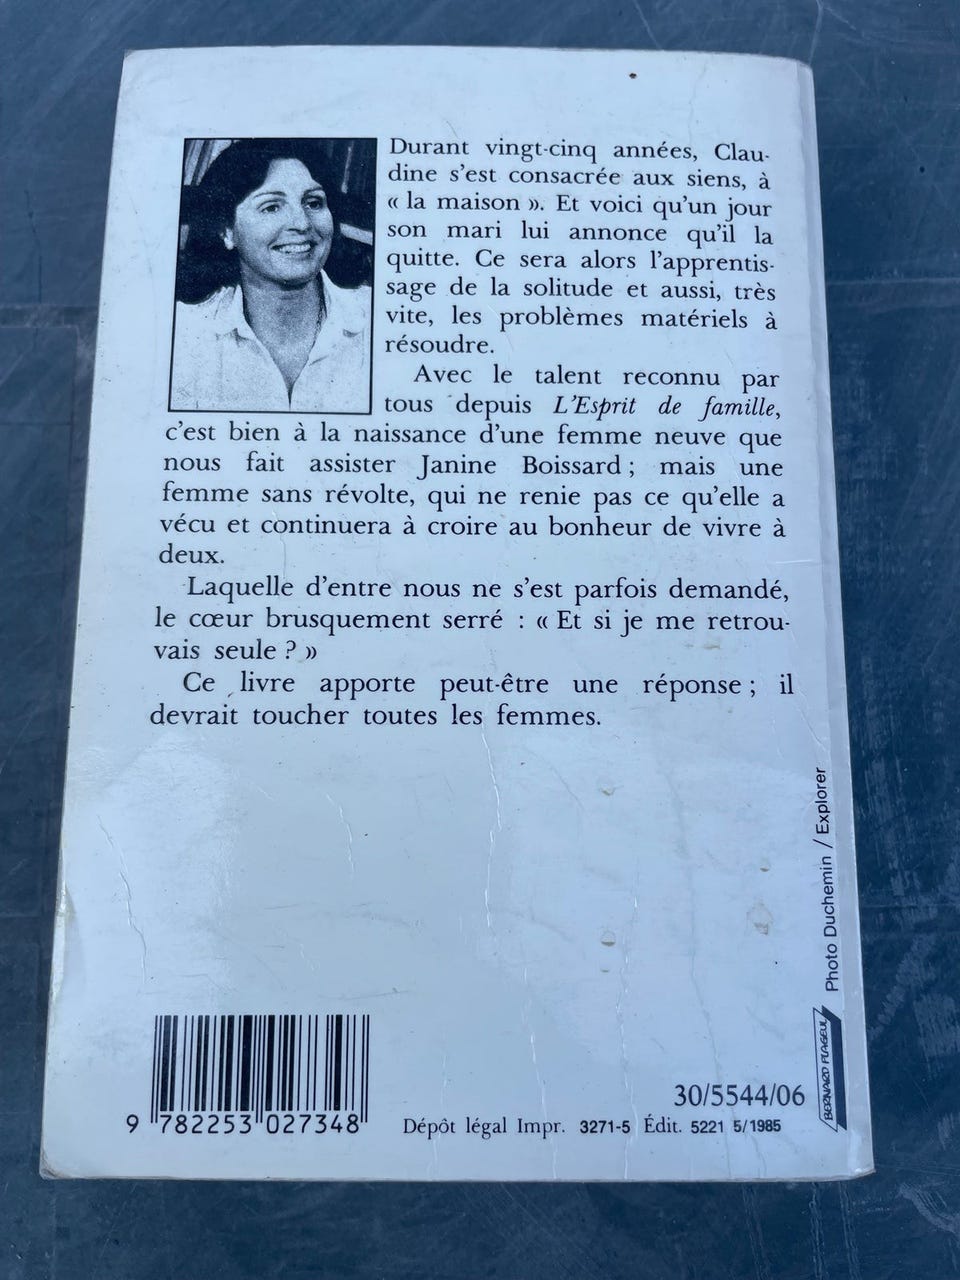 Durant vingt-cinq années, Clau-
dine s'est consacrée aux siens, à
« la maison ». Et voici qu'un jour
son mari lui annonce qu'il la
quitte. Ce sera alors l'apprentis-
sage de la solitude et aussi, très
vite, les problèmes matériels à
résoudre.
Avec le talent reconnu par
tous depuis L'Esprit de famille,
c'est bien à la naissance d'une femme neuve que
nous fait assister Janine Boissard ; mais une
femme sans révolte, qui ne renie pas ce qu'elle a
vécu et continuera à croire au bonheur de vivre à
deux.
Laquelle d'entre nous ne s'est parfois demandé,
le cœur brusquement serré : « Et si je me retrou-
vais seule ? »
Ce livre apporte peut-être une réponse ; il
devrait toucher toutes les femmes.
Photo Duchemin / Explorer
BERNARD FLAGEUL
30/5544/06
9 782253 027348
Dépôt légal Impr. 3271-5 Édit. 5221 5/1985